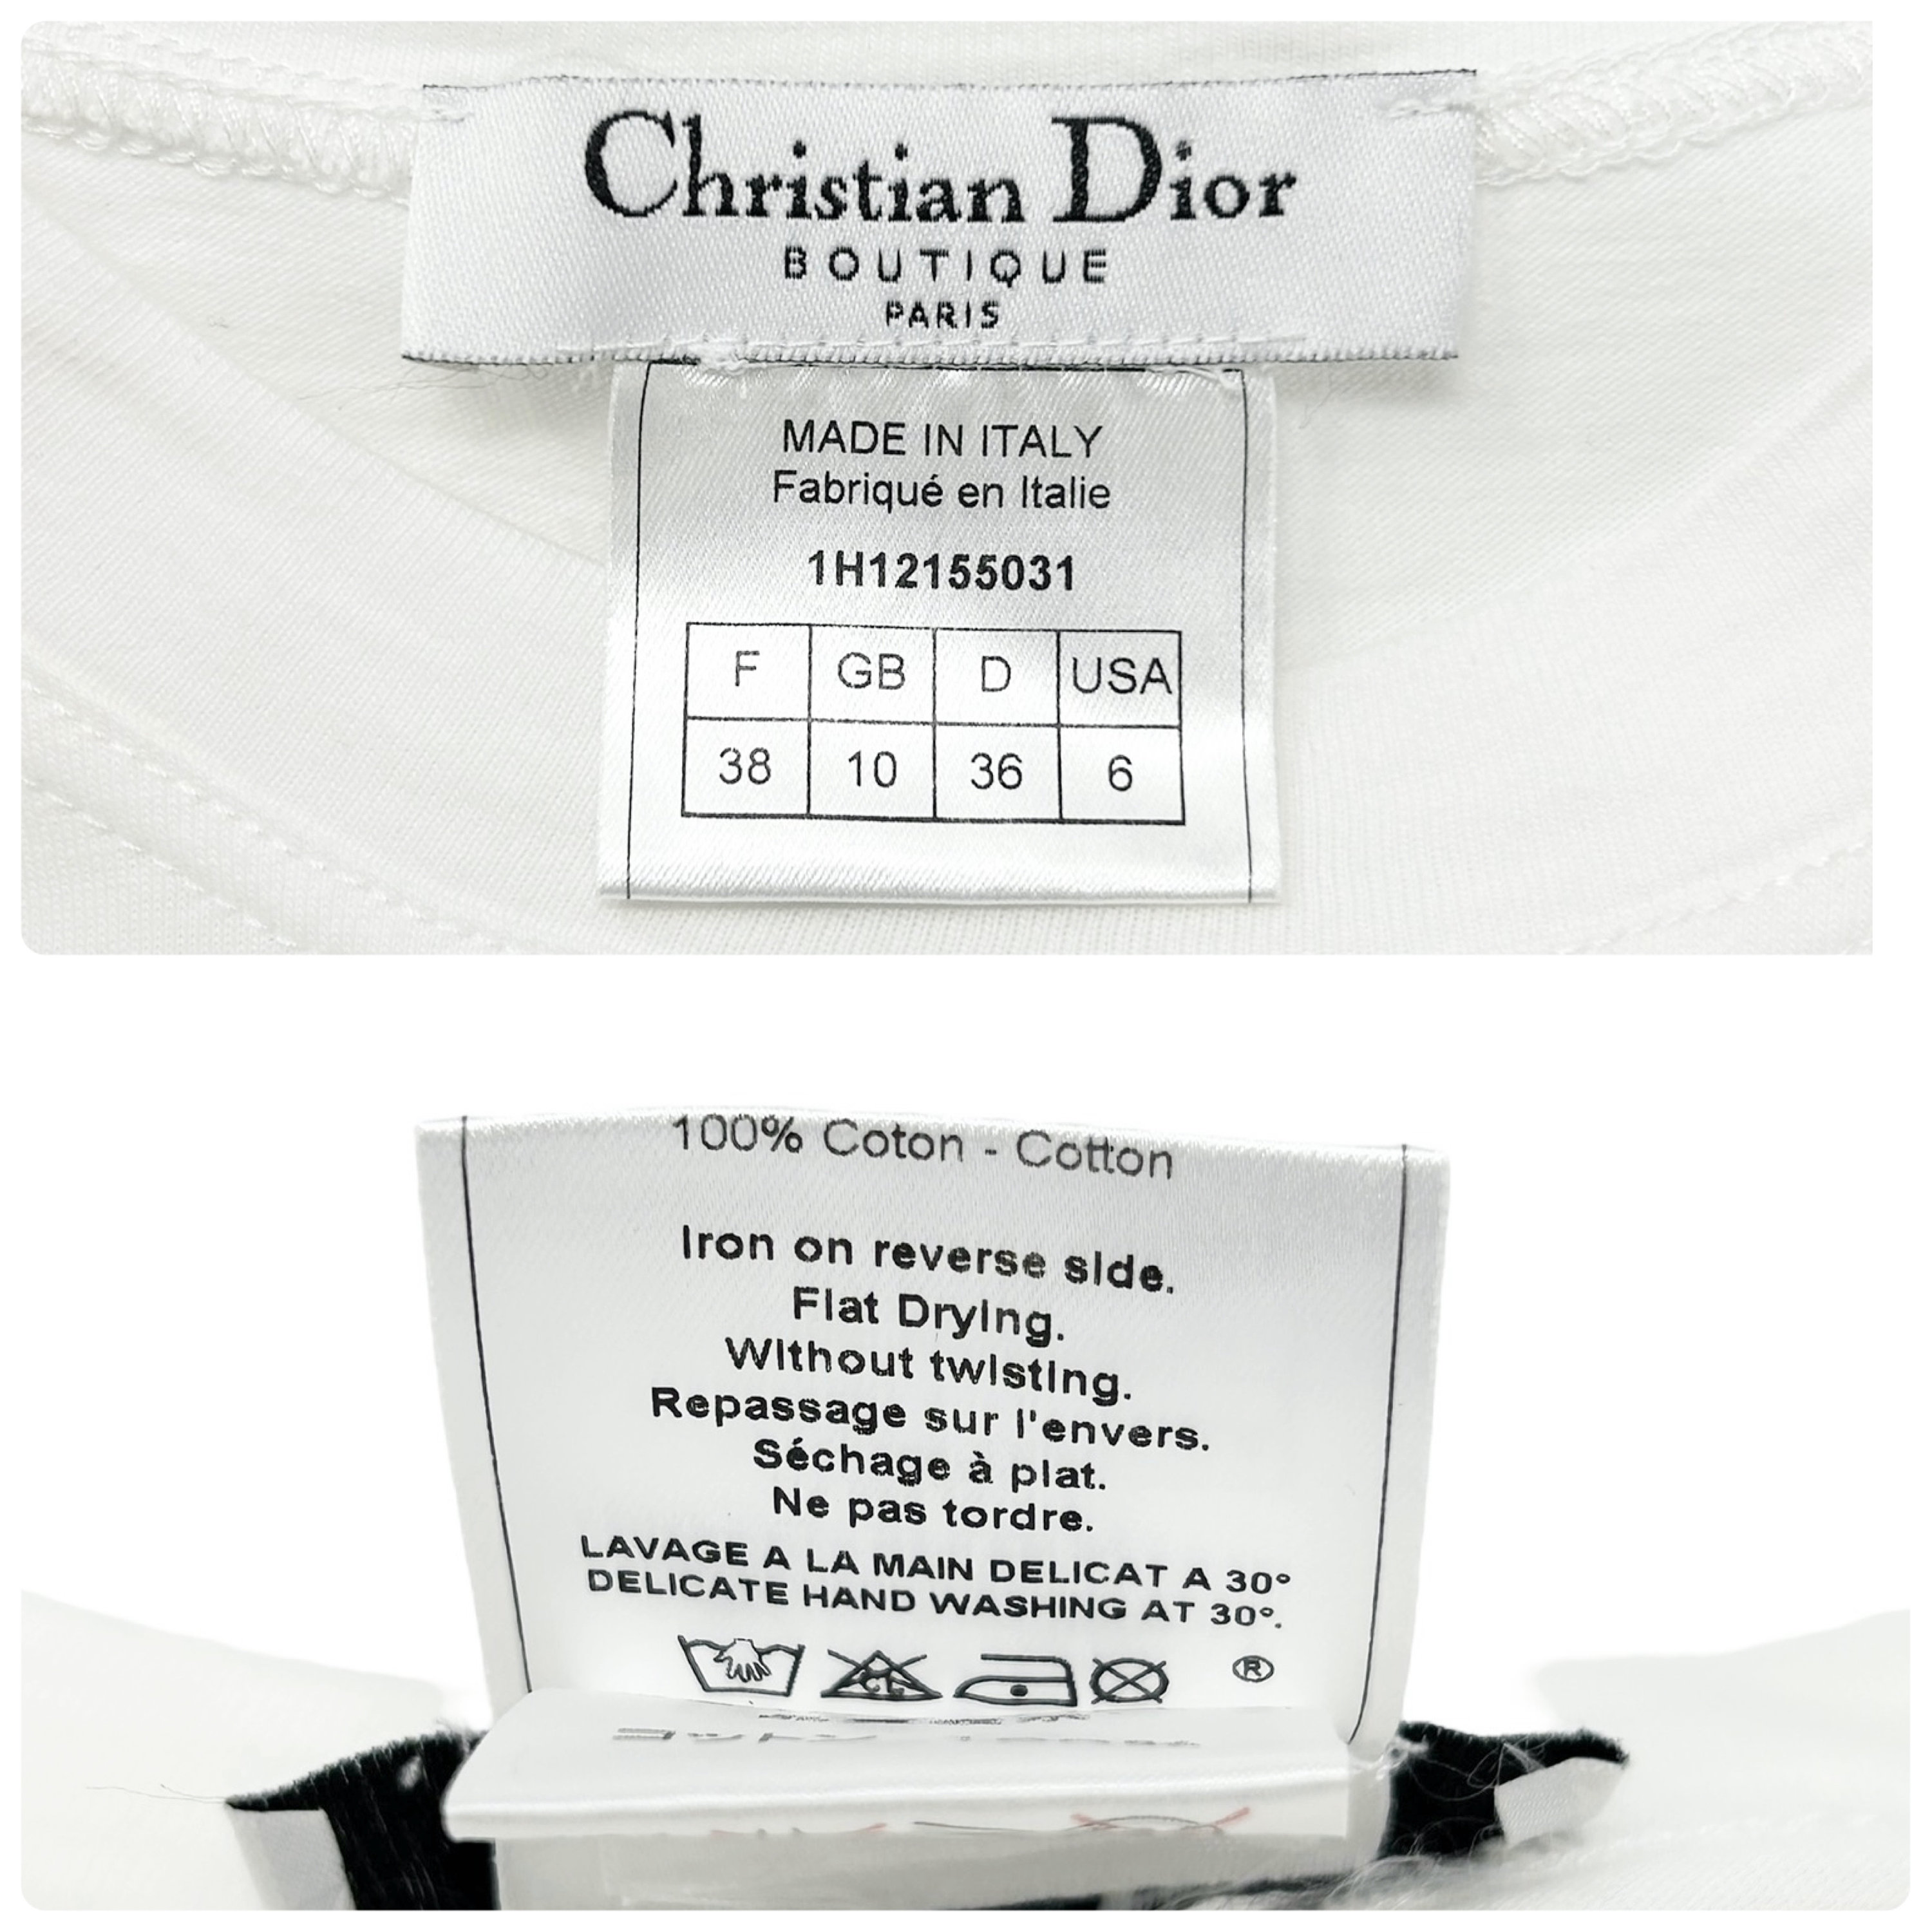 Christian Dior
BOUTIQUE
PARIS
MADE IN ITALY
Fabriqué en Italie
1H12155031
F GB D USA
38 10 36 6
100% Coton - Cotton
Iron on reverse side.
Flat Drying.
Without twisting.
Repassage sur l'envers.
Séchage à plat.
Ne pas tordre.
LAVAGE A LA MAIN DELICAT A 30°
DELICATE HAND WASHING AT 30°.
CL ®